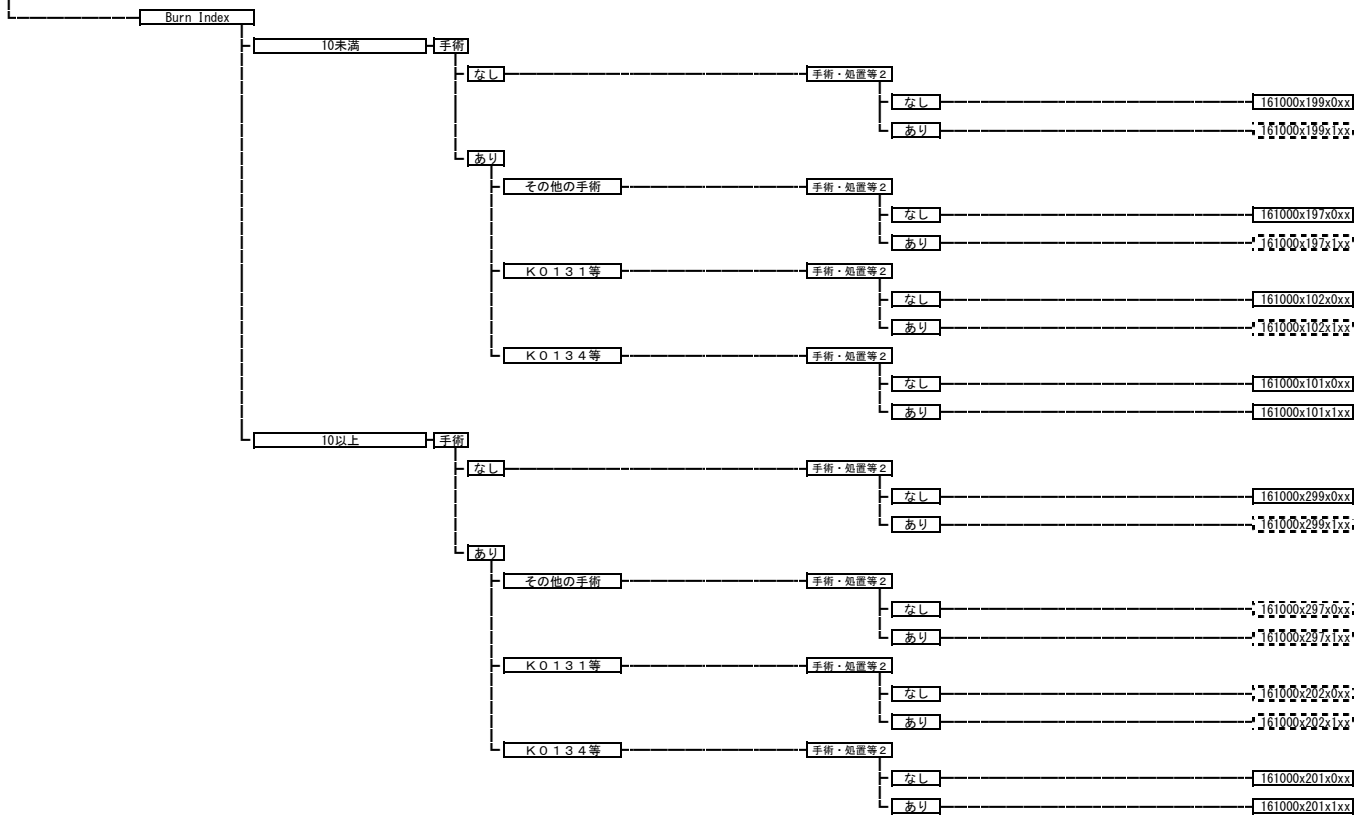 Burn Index
10未満 手術
なし 手術・処置等2
なし 161000x199x0xx
あり 161000x199x1xx
あり
その他の手術 手術・処置等2
なし 161000x197x0xx
あり 161000x197x1xx
K0131等 手術・処置等2
なし 161000x102x0xx
あり 161000x102x1xx
K0134等 手術・処置等2
なし 161000x101x0xx
あり 161000x101x1xx
10以上 手術
なし 手術・処置等2
なし 161000x299x0xx
あり 161000x299x1xx
あり
その他の手術 手術・処置等2
なし 161000x297x0xx
あり 161000x297x1xx
K0131等 手術・処置等2
なし 161000x202x0xx
あり 161000x202x1xx
K0134等 手術・処置等2
なし 161000x201x0xx
あり 161000x201x1xx